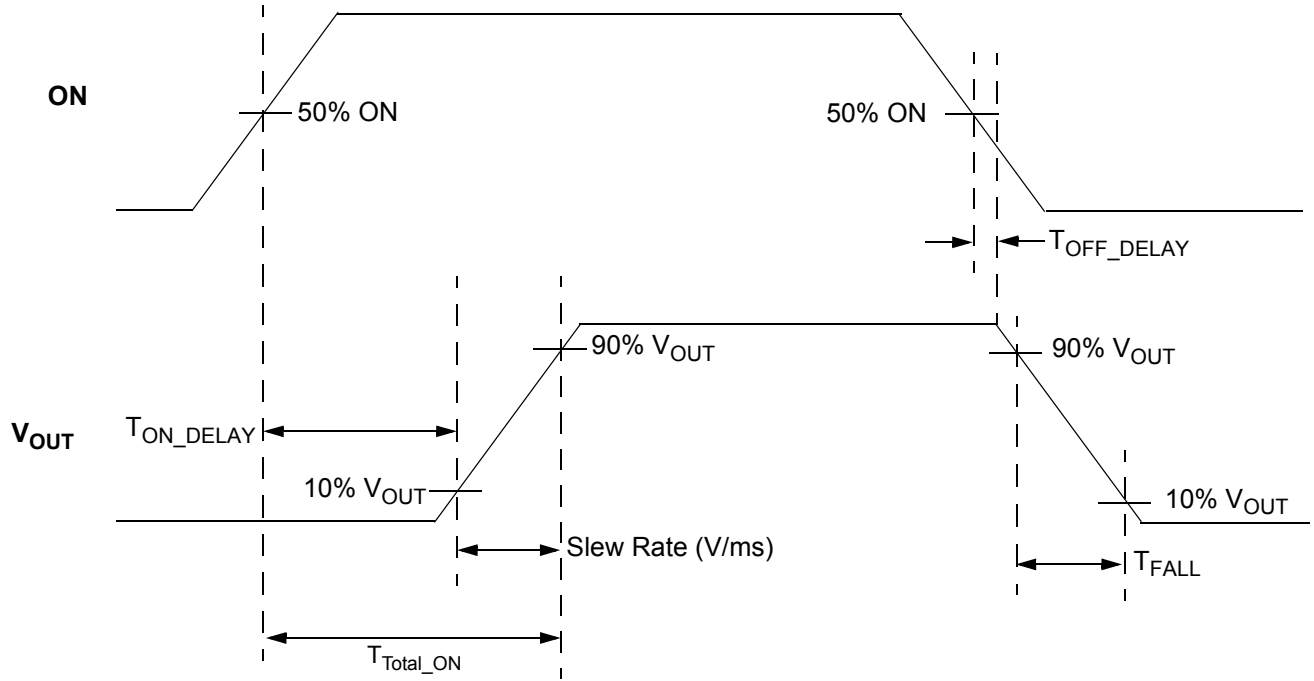 ON
50% ON
50% ON
TOFF_DELAY
90% VOUT
90% VOUT
VOUT
TON_DELAY
10% VOUT
10% VOUT
Slew Rate (V/ms)
TFALL
TTotal_ON